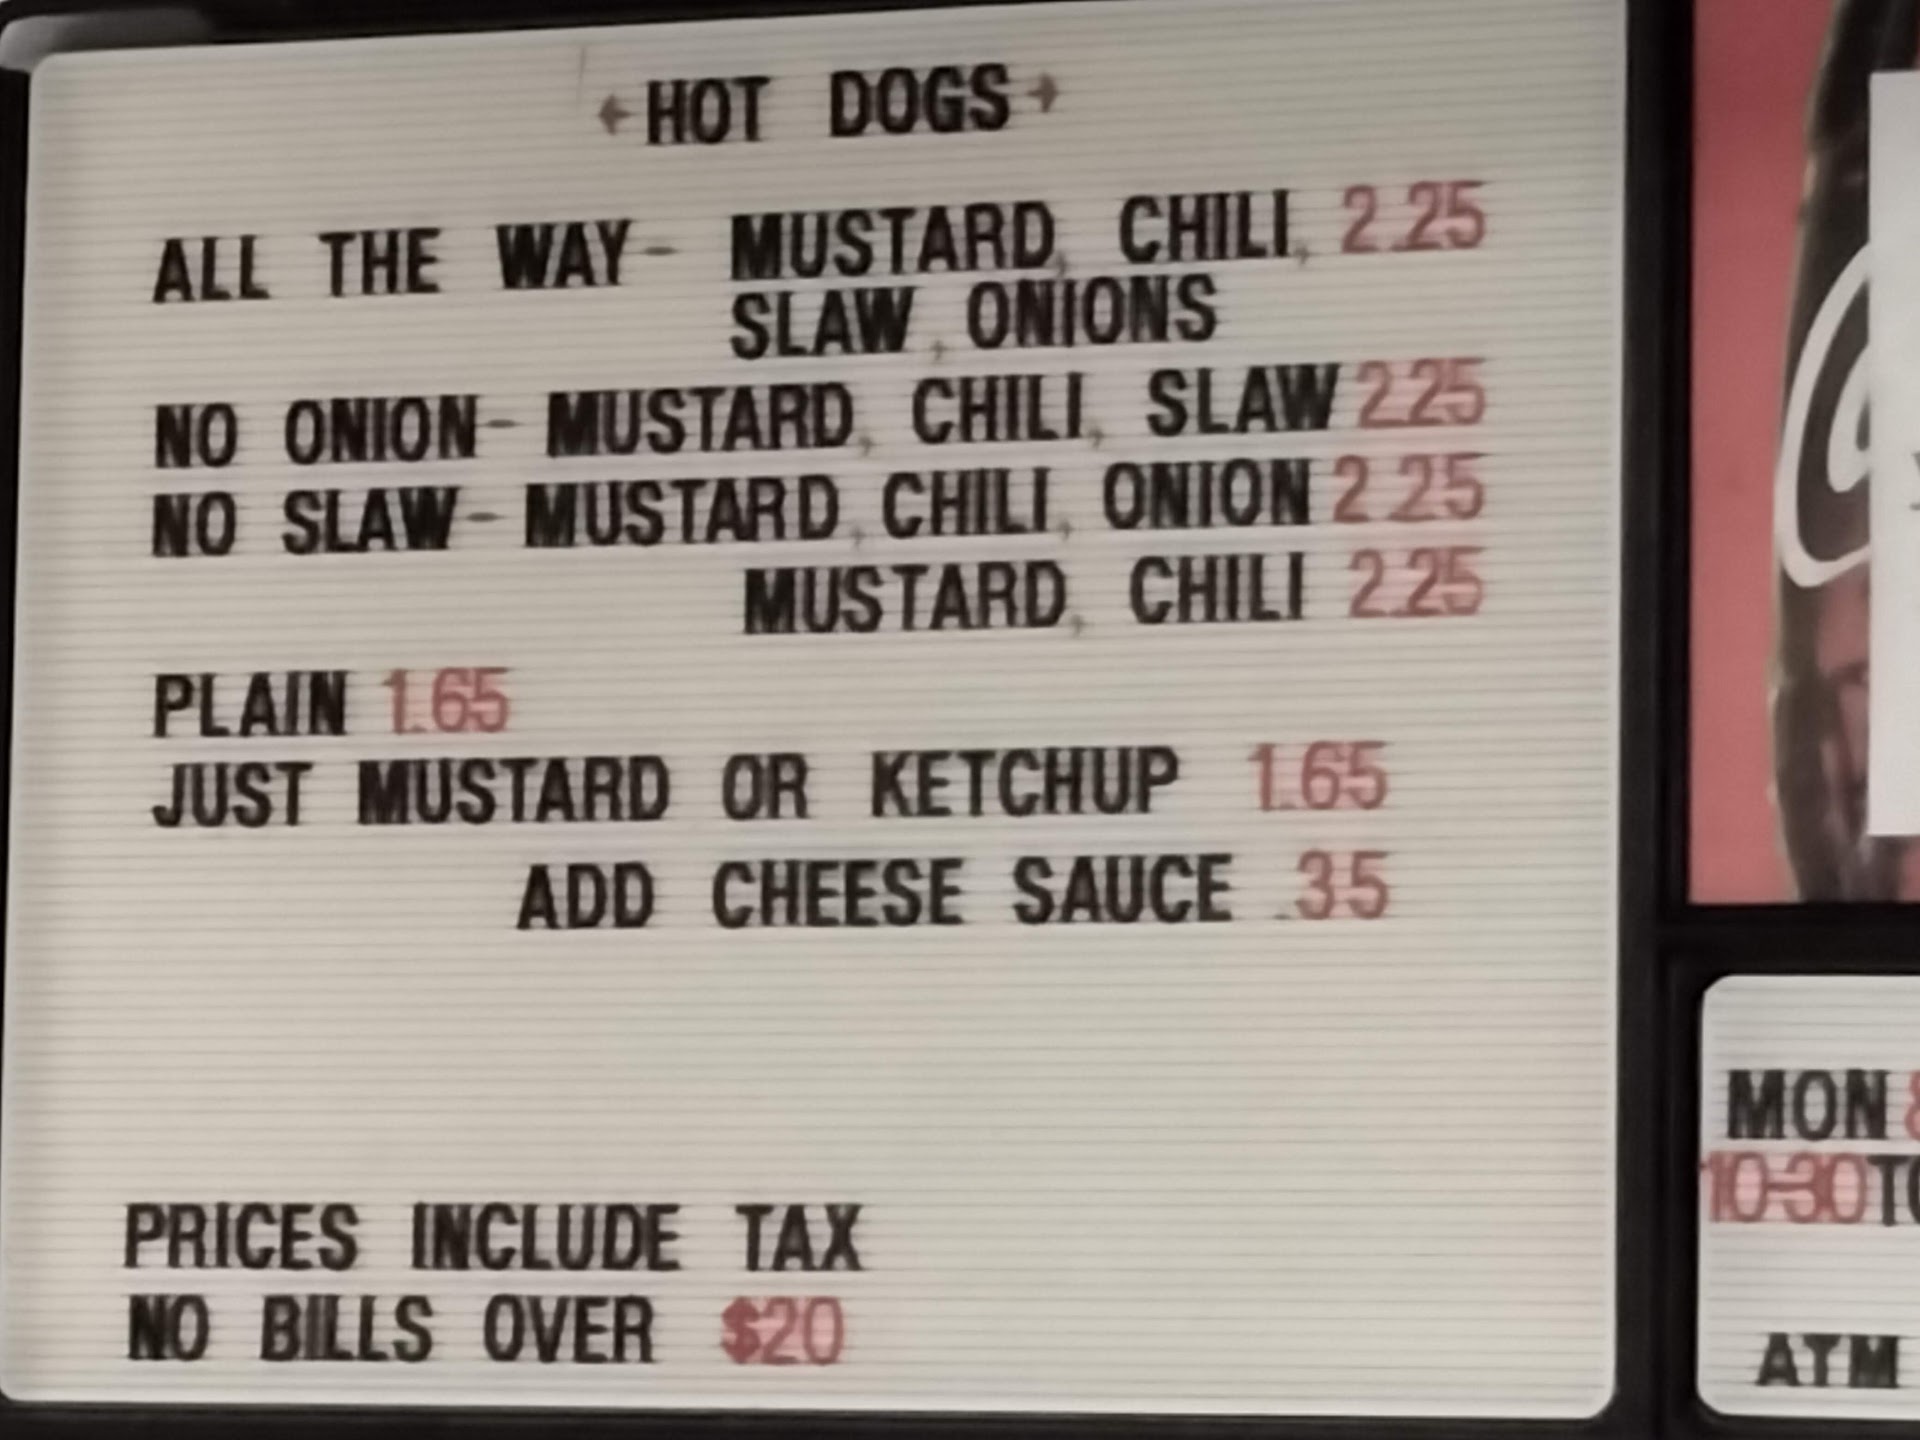 HOT DOGS
ALL THE WAY- MUSTARD, CHILI, 2.25
SLAW, ONIONS
NO ONION- MUSTARD, CHILI, SLAW 2.25
NO SLAW- MUSTARD, CHILI, ONION 2.25
MUSTARD, CHILI 2.25
PLAIN 1.65
JUST MUSTARD OR KETCHUP 1.65
ADD CHEESE SAUCE .35
PRICES INCLUDE TAX
NO BILLS OVER $20
MON
10-30
ATM